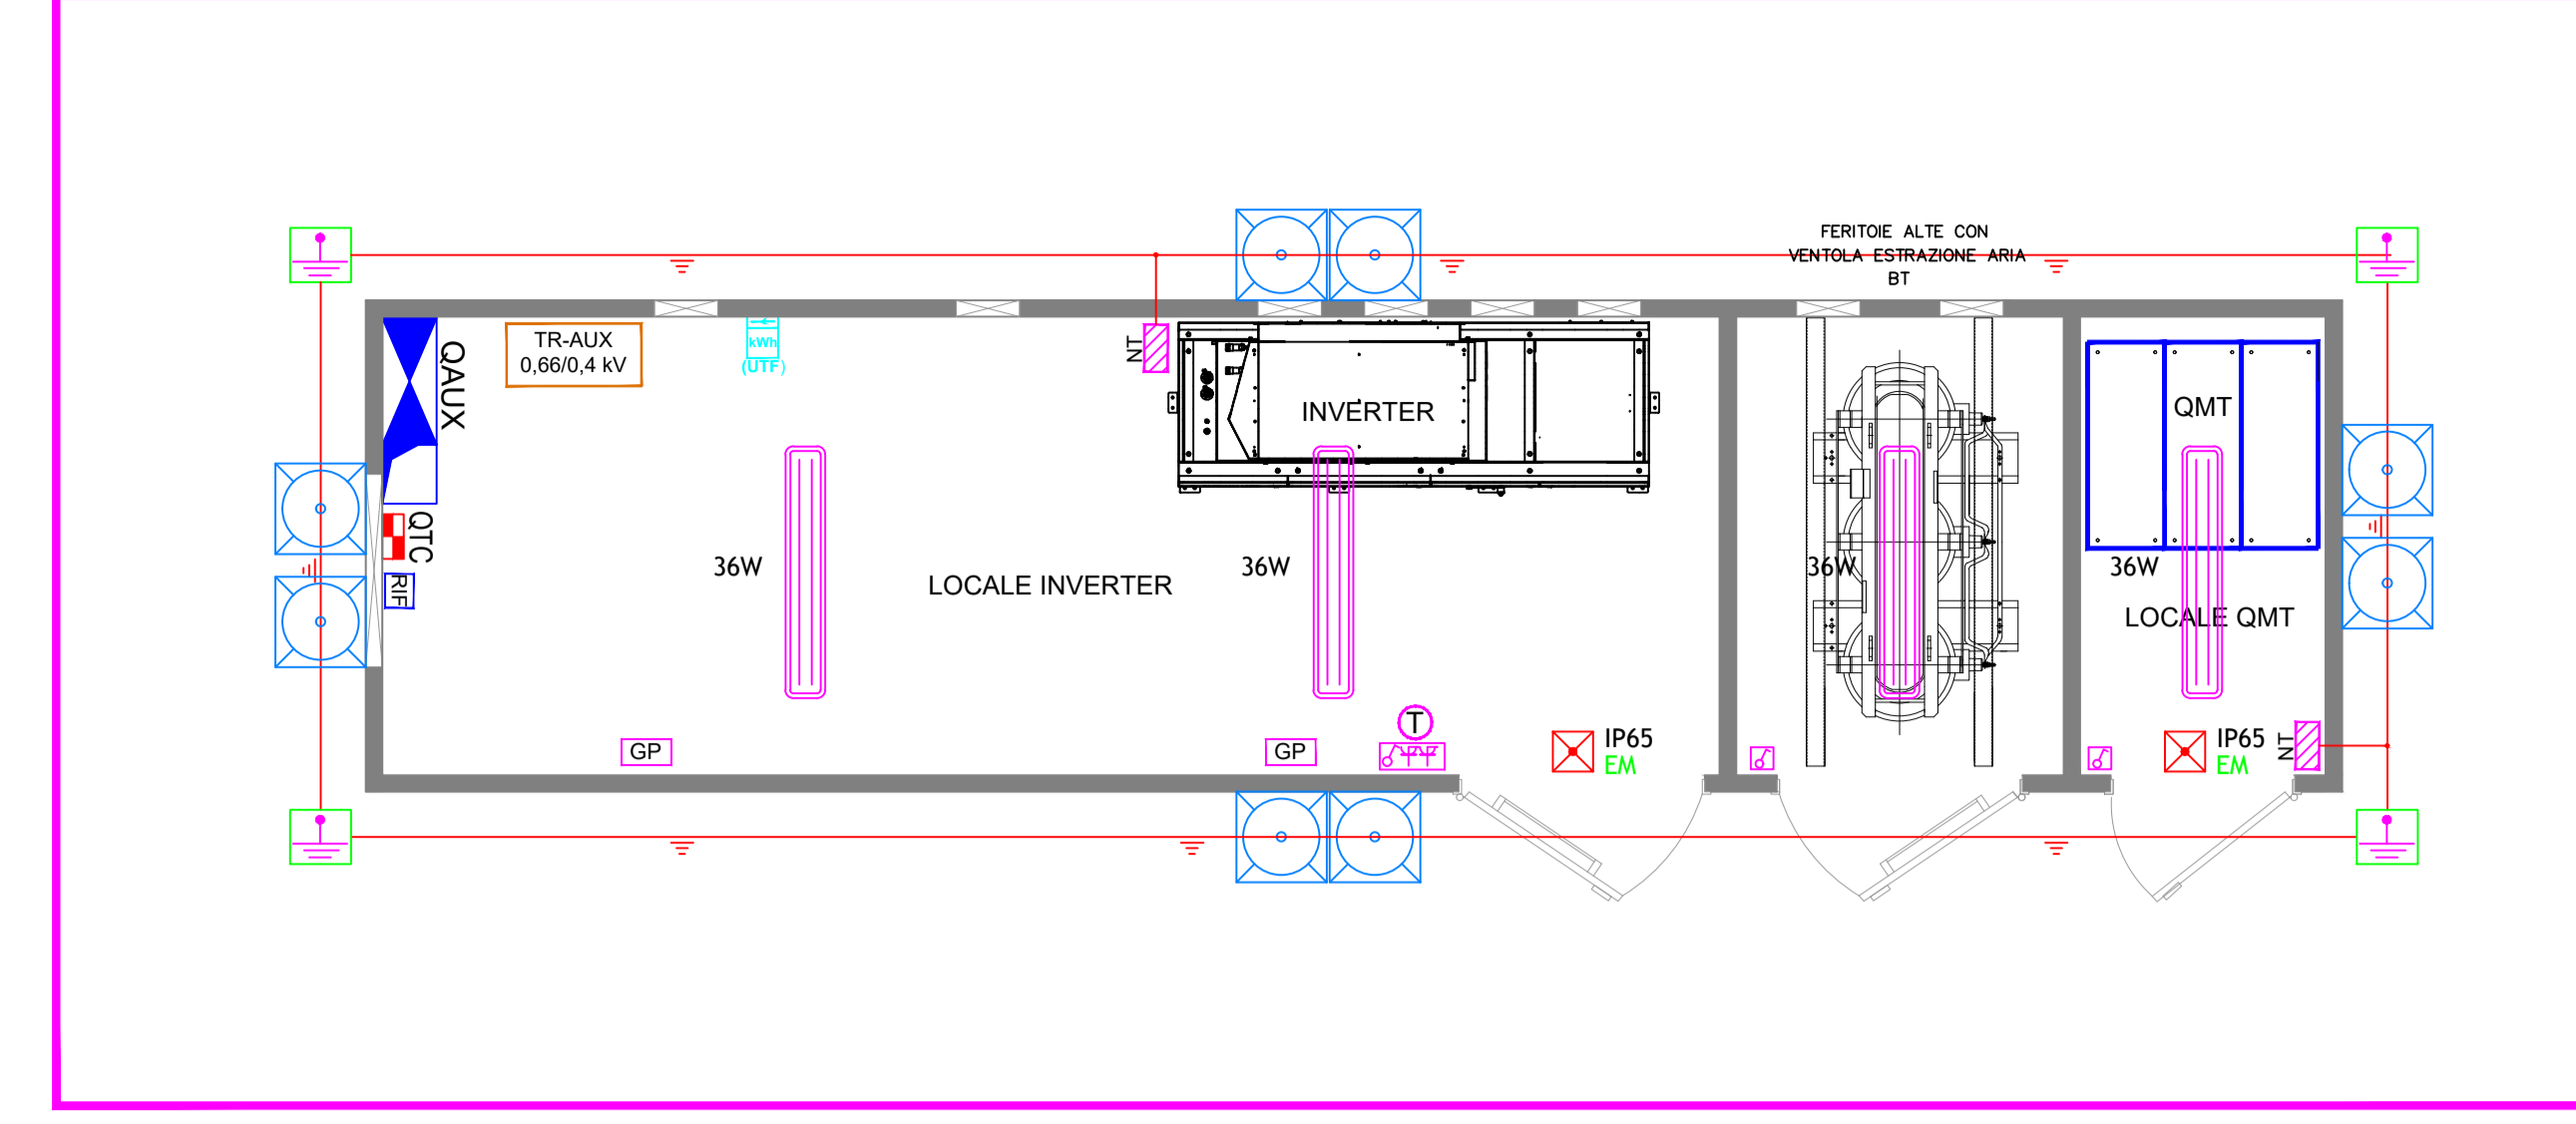 FERITOIE ALTE CON
VENTOLA ESTRAZIONE ARIA
BT
QAUX
TR-AUX
0,66/0,4 kV
kWh
(UTF)
NT
INVERTER
QMT
QTC
RIF
36W
LOCALE INVERTER
36W
36W
36W
LOCALE QMT
GP
GP
T
IP65
EM
IP65
EM
NT